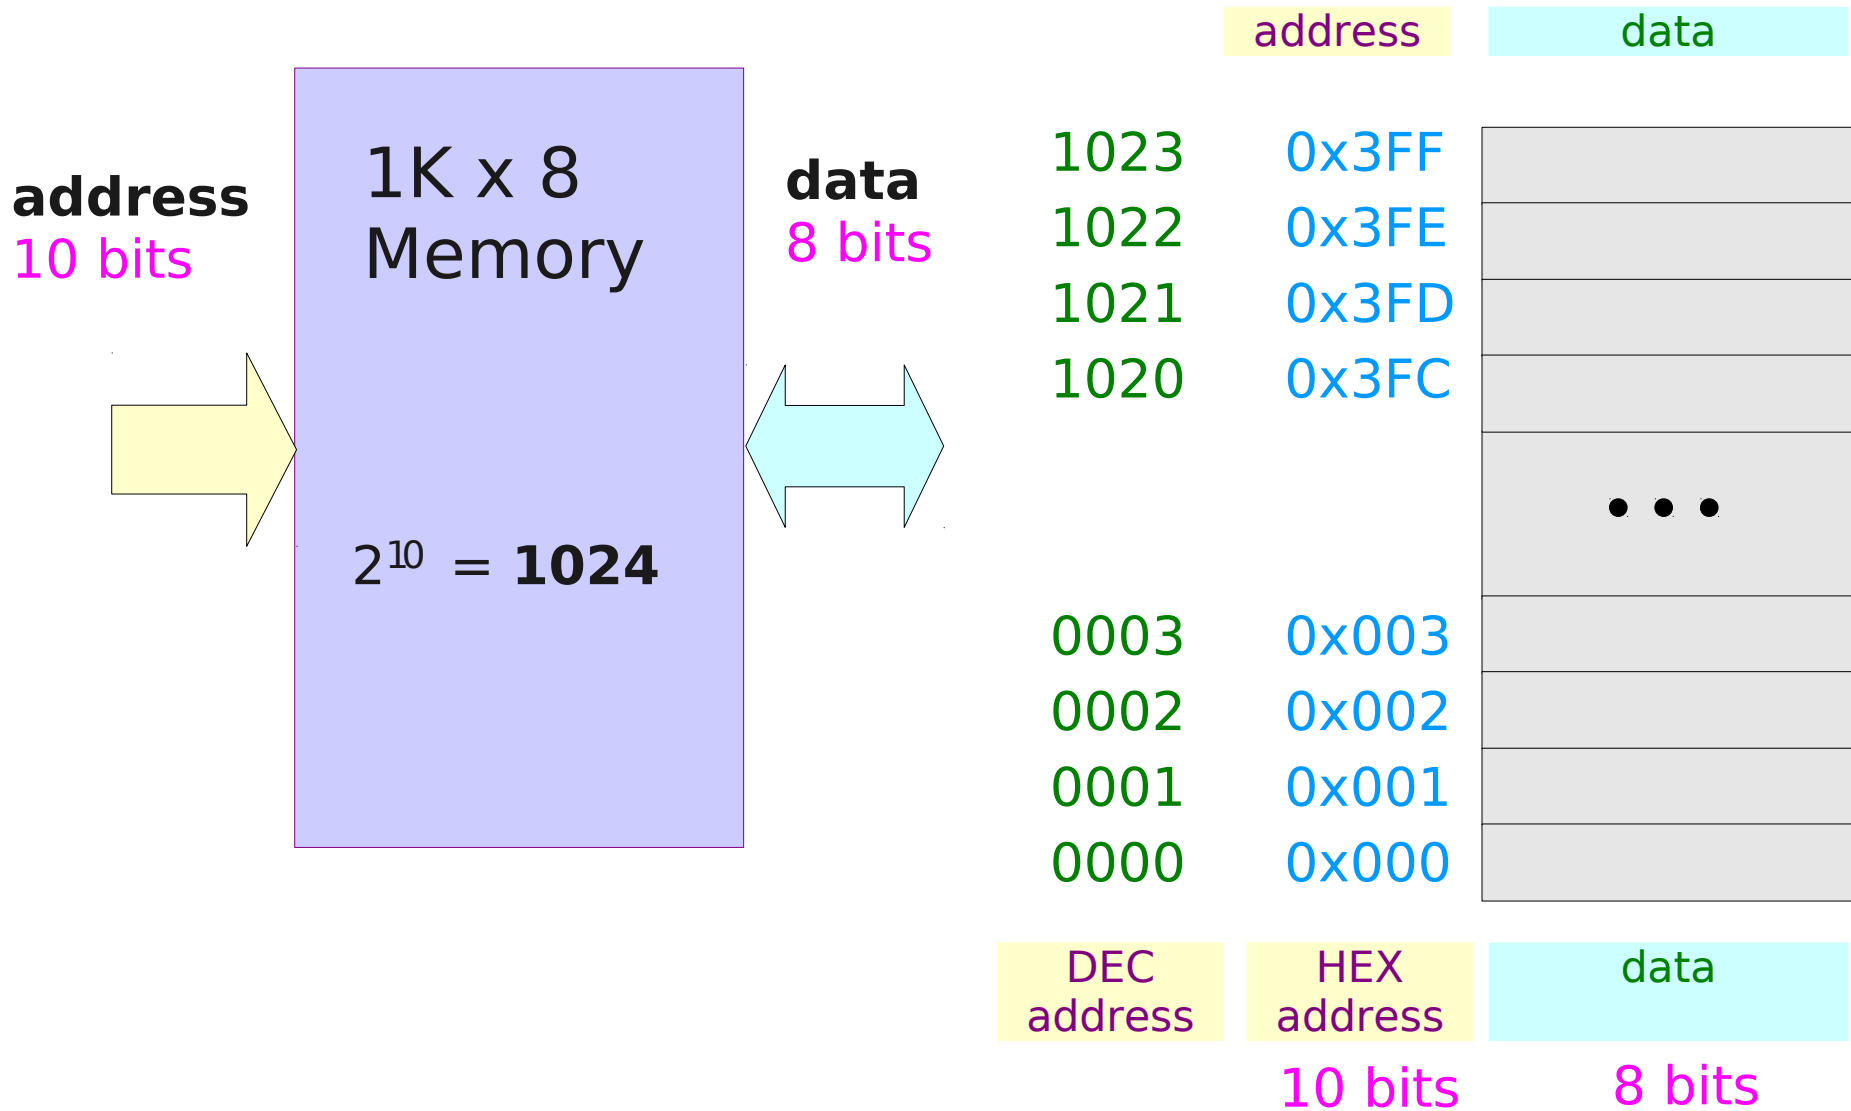 address data
address
10 bits
1K x 8
Memory
data
8 bits
2¹⁰ = 1024
1023 0x3FF
1022 0x3FE
1021 0x3FD
1020 0x3FC
0003 0x003
0002 0x002
0001 0x001
0000 0x000
DEC
address
HEX
address
data
10 bits 8 bits